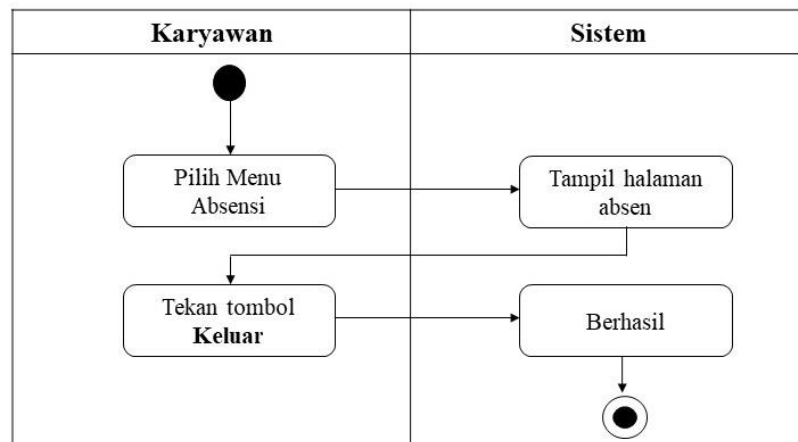 Karyawan
Sistem
Pilih Menu
Absensi
Tampil halaman
absen
Tekan tombol
Keluar
Berhasil